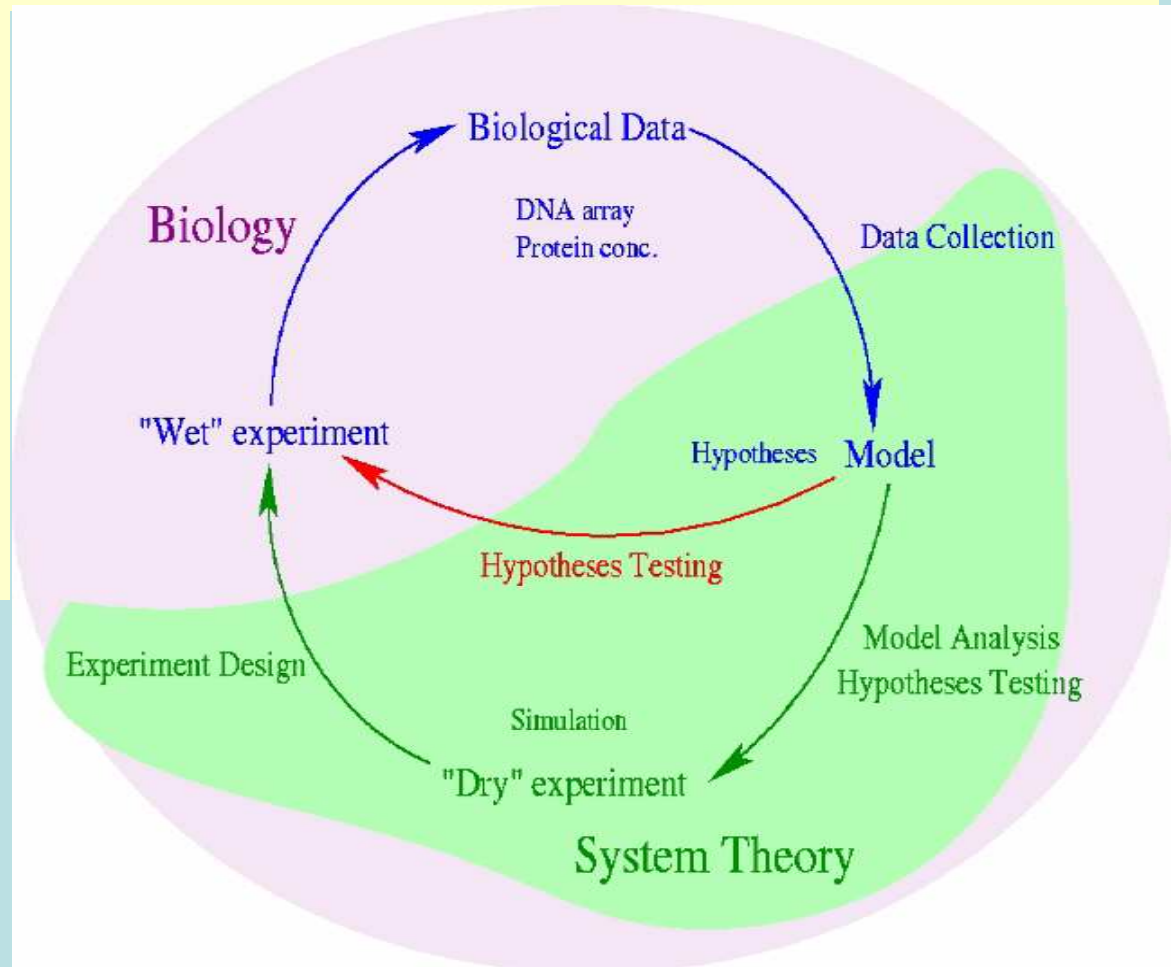 Biological Data
DNA array
Protein conc.
Biology
Data Collection
"Wet" experiment
Hypotheses
Model
Hypotheses Testing
Model Analysis
Hypotheses Testing
Experiment Design
Simulation
"Dry" experiment
System Theory